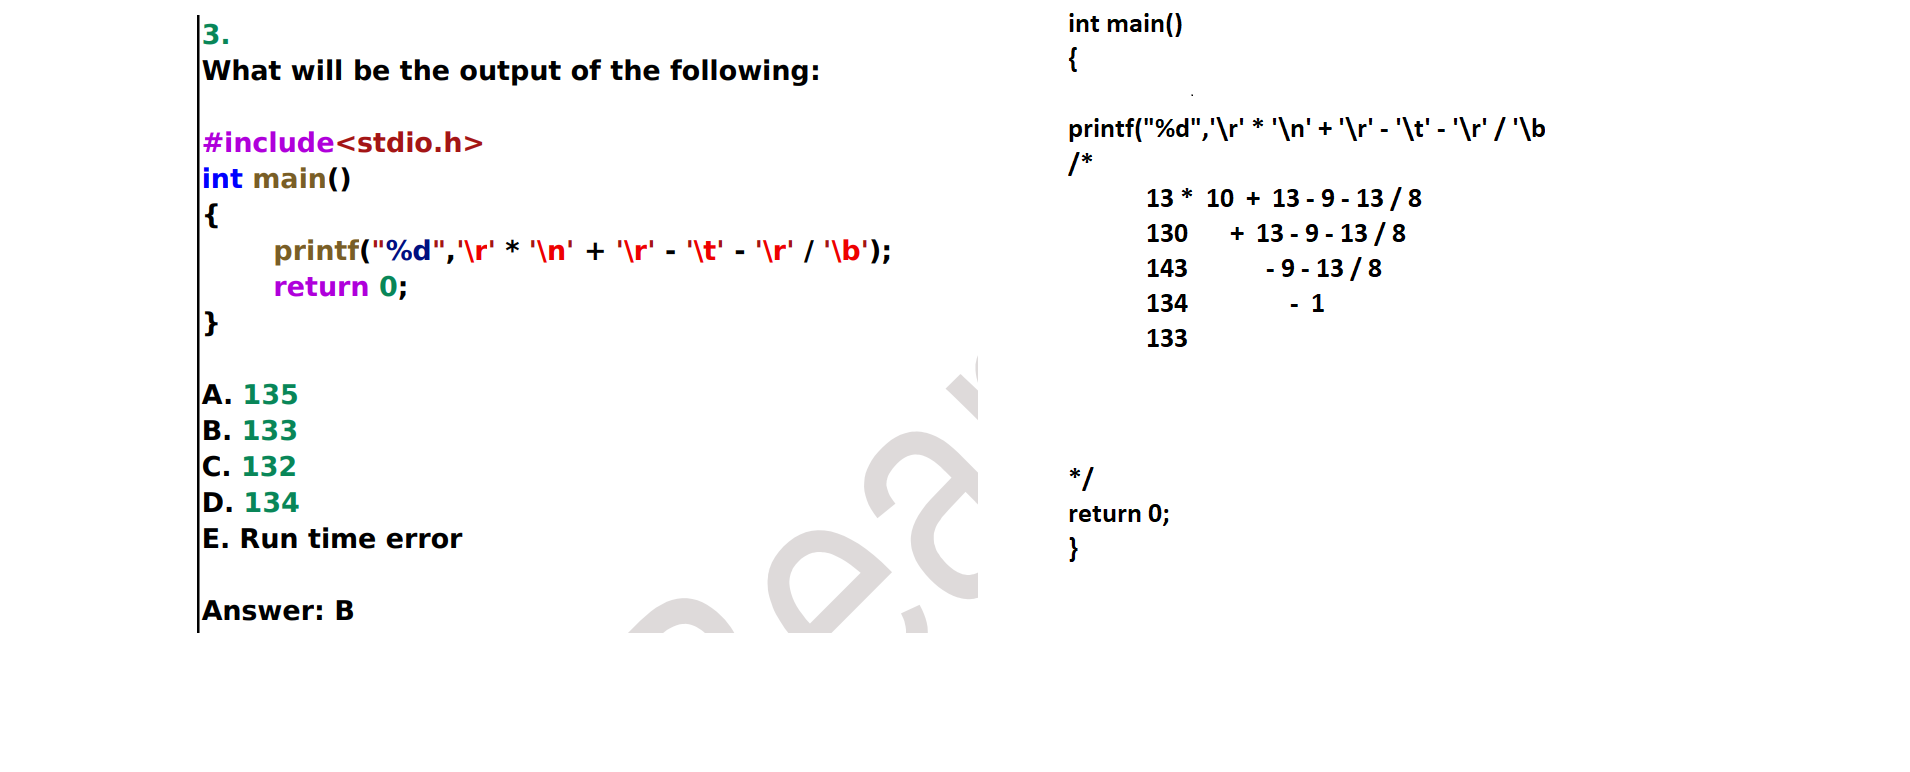 3.
What will be the output of the following:
#include<stdio.h>
int main()
{
printf("%d",'\r' * '\n' + '\r' - '\t' - '\r' / '\b');
return 0;
}
A. 135
B. 133
C. 132
D. 134
E. Run time error
Answer: B
int main()
{
printf("%d",'\r' * '\n' + '\r' - '\t' - '\r' / '\b
/*
13 * 10 + 13 - 9 - 13 / 8
130 + 13 - 9 - 13 / 8
143 - 9 - 13 / 8
134 - 1
133
*/
return 0;
}